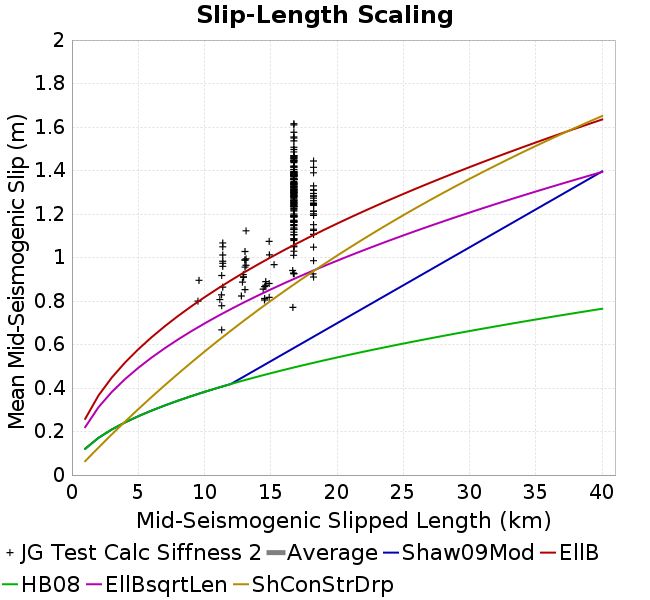 Slip-Length Scaling
Mean Mid-Seismogenic Slip (m)
2
1.8
1.6
1.4
1.2
1
0.8
0.6
0.4
0.2
0
0 5 10 15 20 25 30 35 40
Mid-Seismogenic Slipped Length (km)
JG Test Calc Siffness 2 Average Shaw09Mod EllB
HB08 EllBsqrtLen ShConStrDrp